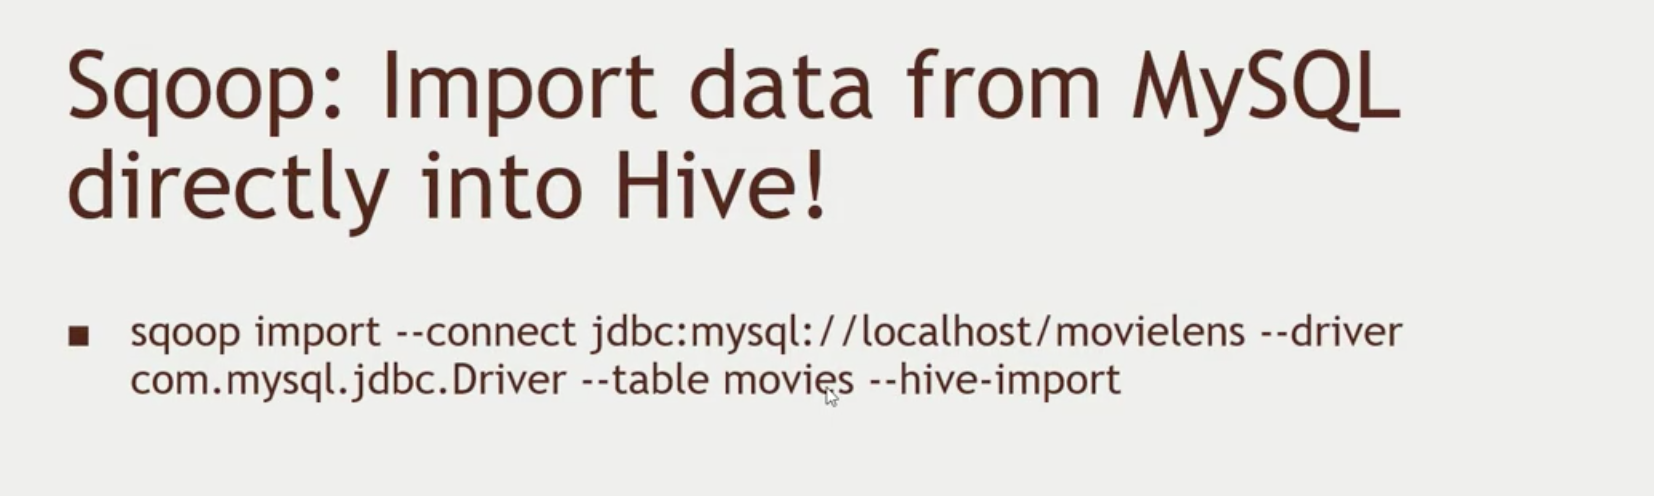 Sqoop: Import data from MySQL
directly into Hive!
■ sqoop import --connect jdbc:mysql://localhost/movielens --driver
com.mysql.jdbc.Driver --table movies --hive-import